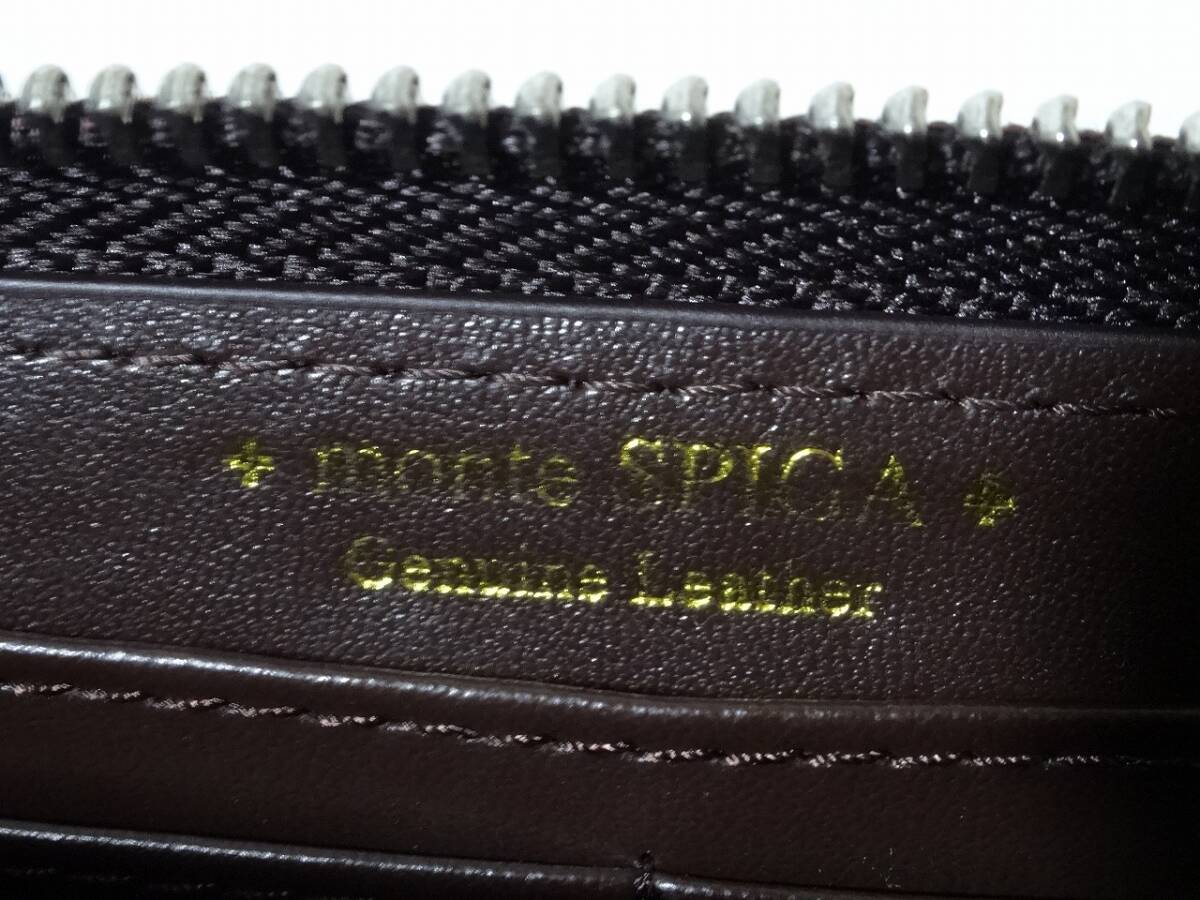 monte SPICA
Genuine Leather